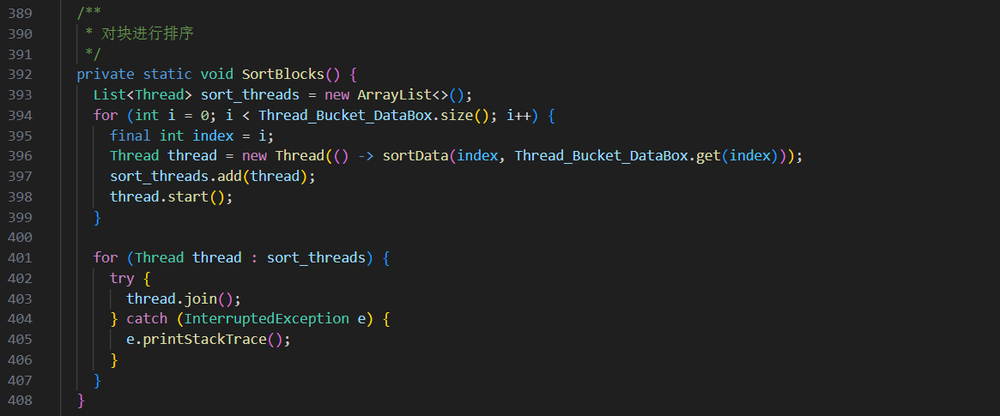 389 /**
390 * 对块进行排序
391 */
392 private static void SortBlocks() {
393 List<Thread> sort_threads = new ArrayList<>();
394 for (int i = 0; i < Thread_Bucket_DataBox.size(); i++) {
395 final int index = i;
396 Thread thread = new Thread(() -> sortData(index, Thread_Bucket_DataBox.get(index)));
397 sort_threads.add(thread);
398 thread.start();
399 }
400
401 for (Thread thread : sort_threads) {
402 try {
403 thread.join();
404 } catch (InterruptedException e) {
405 e.printStackTrace();
406 }
407 }
408 }